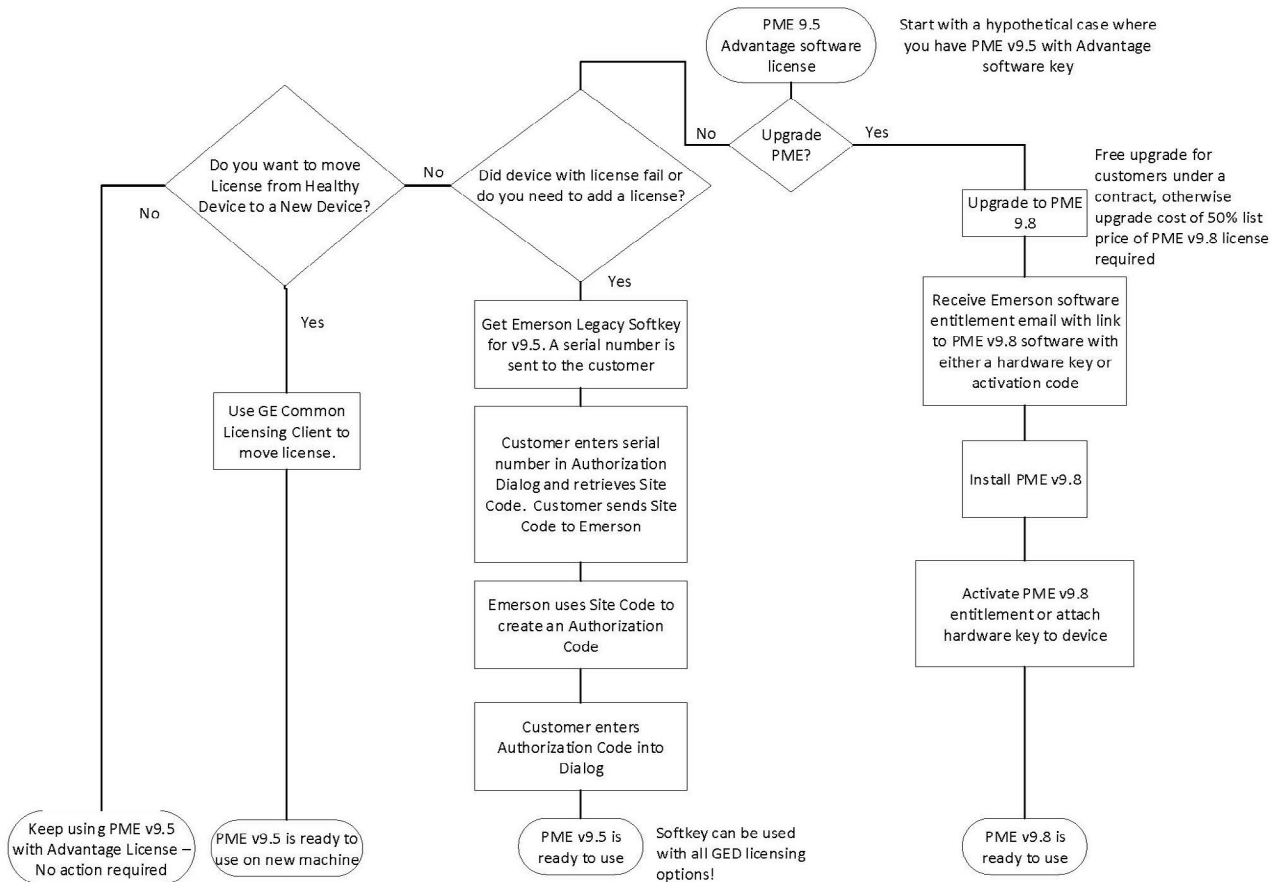 PME 9.5
Advantage software
license
Start with a hypothetical case where
you have PME v9.5 with Advantage
software key
Upgrade
PME?
No
Yes
Did device with license fail or
do you need to add a license?
No
Yes
Do you want to move
License from Healthy
Device to a New Device?
No
Yes
Free upgrade for
customers under a
contract, otherwise
upgrade cost of 50% list
price of PME v9.8 license
required
Upgrade to PME
9.8
Receive Emerson software
entitlement email with link
to PME v9.8 software with
either a hardware key or
activation code
Install PME v9.8
Activate PME v9.8
entitlement or attach
hardware key to device
PME v9.8 is
ready to use
Get Emerson Legacy Softkey
for v9.5. A serial number is
sent to the customer
Customer enters serial
number in Authorization
Dialog and retrieves Site
Code. Customer sends Site
Code to Emerson
Emerson uses Site Code to
create an Authorization
Code
Customer enters
Authorization Code into
Dialog
PME v9.5 is
ready to use
Softkey can be used
with all GED licensing
options!
Use GE Common
Licensing Client to
move license.
PME v9.5 is ready to
use on new machine
Keep using PME v9.5
with Advantage License –
No action required